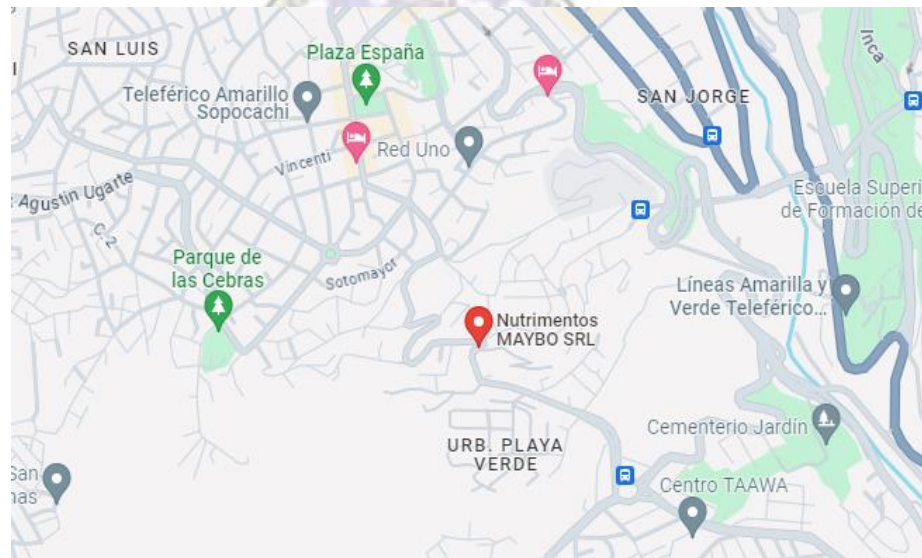 SAN LUIS
Plaza España
Teleférico Amarillo
Sopocachi
SAN JORGE
Inca
Vincenti
Red Uno
Agustin Ugarte
C. 2
Escuela Superi
de Formación de
Parque de
las Cebras
Sotomayor
Líneas Amarilla y
Verde Teleférico...
Nutrimentos
MAYBO SRL
URB. PLAYA
VERDE
Cementerio Jardín
San
nas
Centro TAAWA